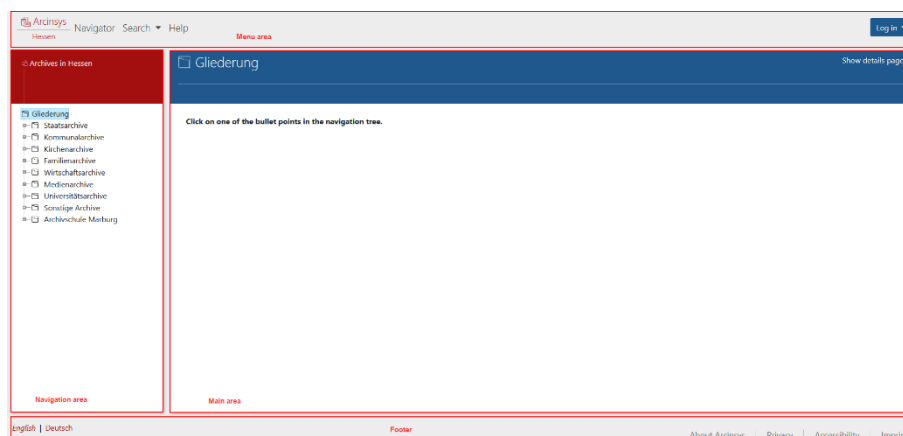 Arcinsys
Hessen
Navigator Search Help
Menu area
Log in
Archives in Hessen
Gliederung
Show details page
Gliederung
Staatsarchive
Kommunalarchive
Kirchenarchive
Familienarchive
Wirtschaftsarchive
Medienarchive
Universitätsarchive
Sonstige Archive
Archivschule Marburg
Click on one of the bullet points in the navigation tree.
Navigation area
Main area
English | Deutsch
Footer
About Arcinsys Privacy Accessibility